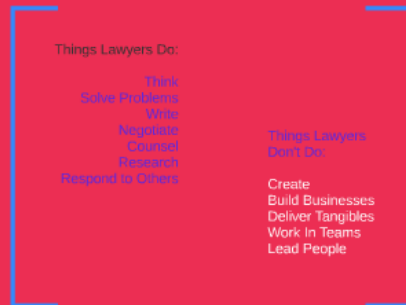 Things Lawyers Do:
Think
Solve Problems
Write
Negotiate
Counsel
Research
Respond to Others
Things Lawyers
Don't Do:
Create
Build Businesses
Deliver Tangibles
Work In Teams
Lead People